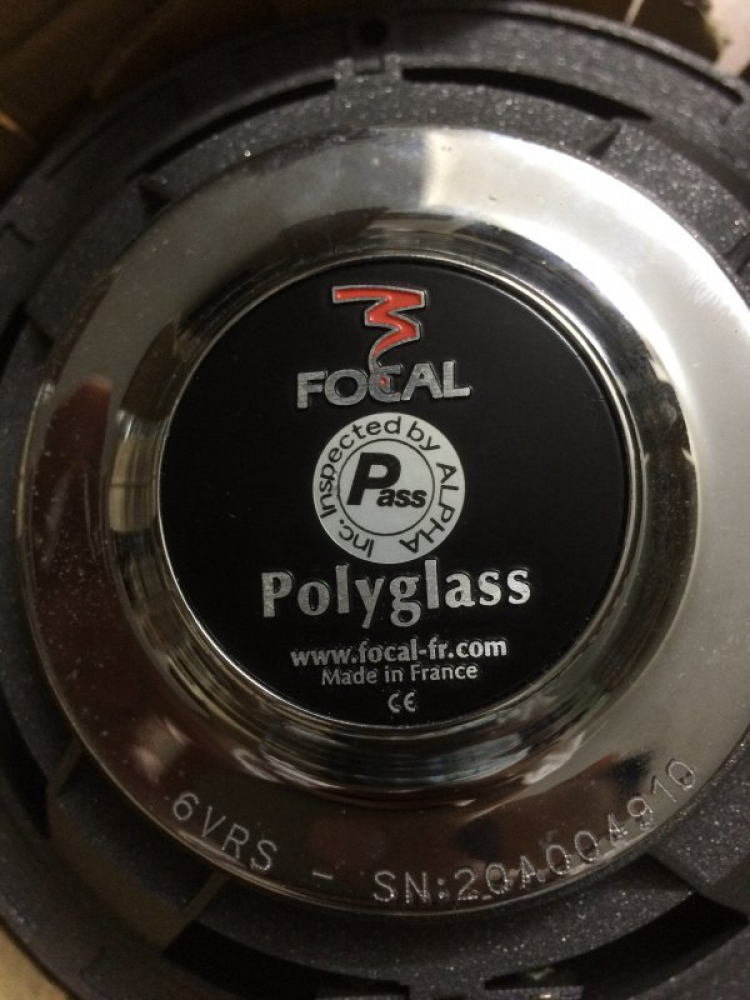 FOCAL
Inspected by ALPHA Inc.
Pass
Polyglass
www.focal-fr.com
Made in France
CE
6VRS - SN:20A004910